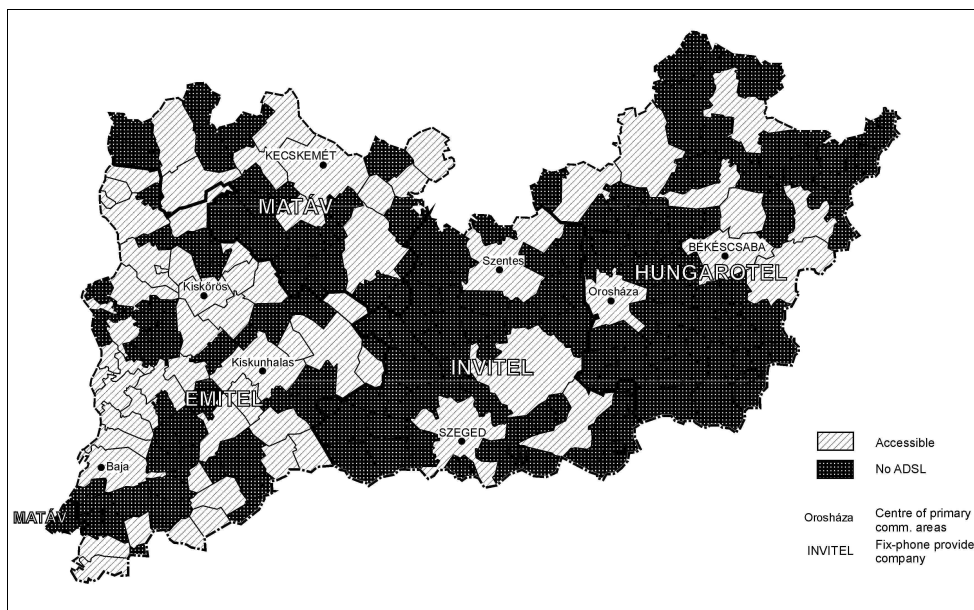 KECSKEMÉT
MATÁV
Szentes
BÉKÉSCSABA
HUNGAROTEL
Kiskőrös
Orosháza
Kiskunhalas
INVITEL
EMITEL
SZEGED
Baja
MATÁV
Accessible
No ADSL
Orosháza
Centre of primary
comm. areas
INVITEL
Fix-phone provide
company